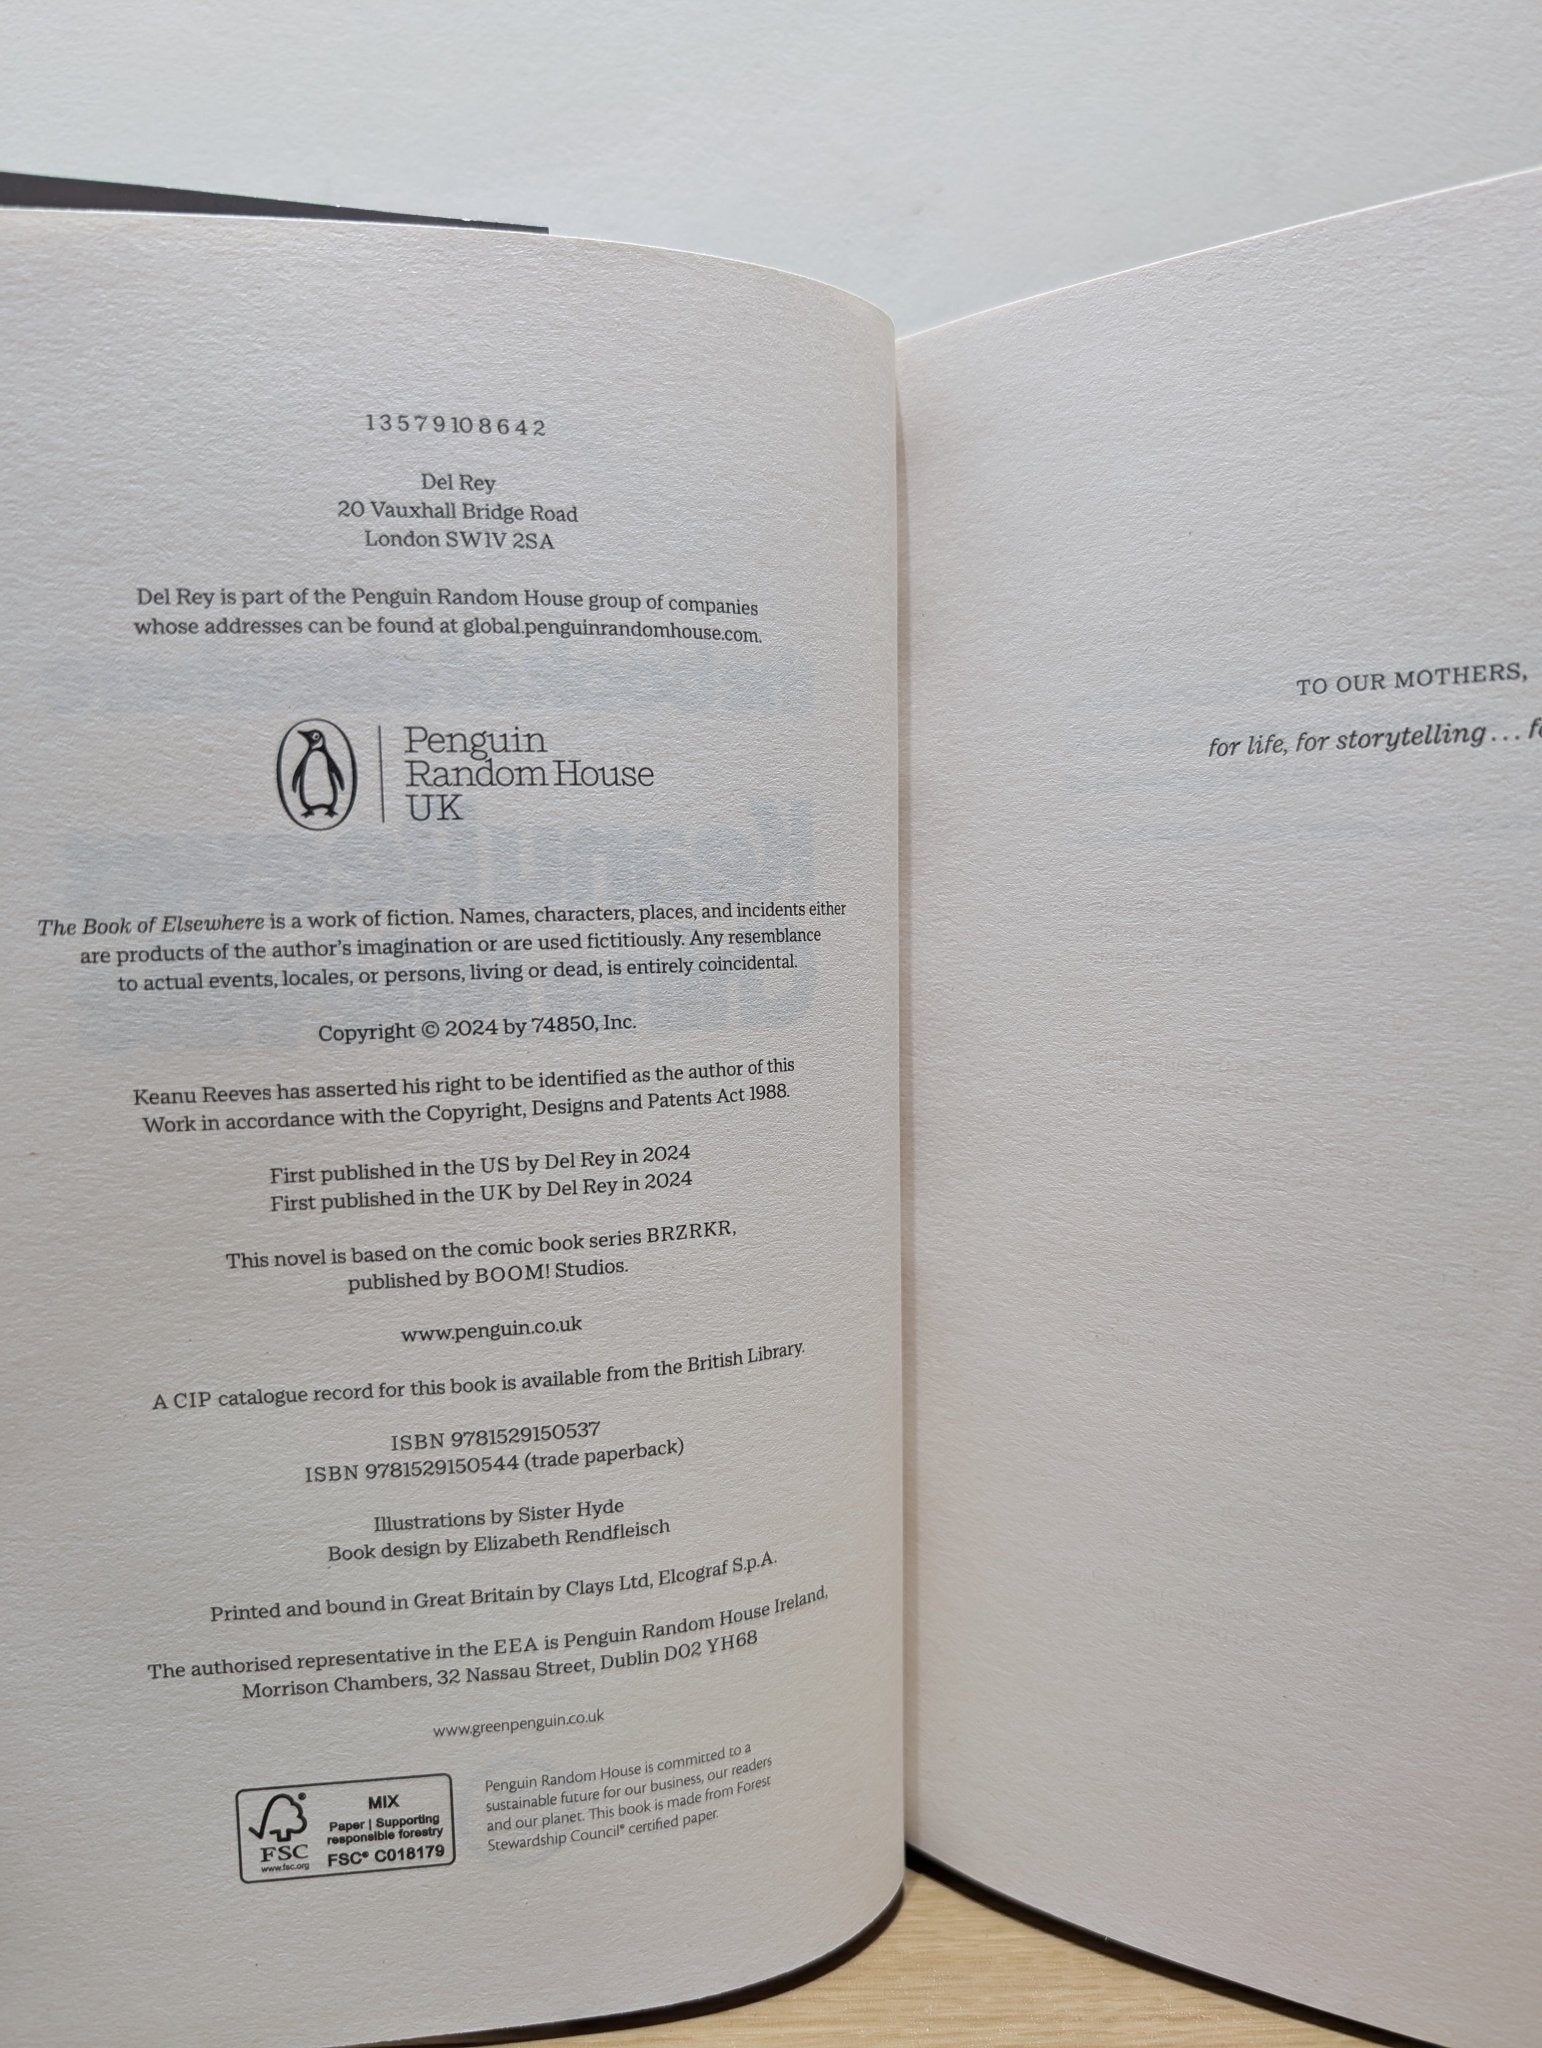 1 3 5 7 9 10 8 6 4 2
Del Rey
20 Vauxhall Bridge Road
London SW1V 2SA
Del Rey is part of the Penguin Random House group of companies
whose addresses can be found at global.penguinrandomhouse.com.
Penguin
Random House
UK
The Book of Elsewhere is a work of fiction. Names, characters, places, and incidents either
are products of the author's imagination or are used fictitiously. Any resemblance
to actual events, locales, or persons, living or dead, is entirely coincidental.
Copyright © 2024 by 74850, Inc.
Keanu Reeves has asserted his right to be identified as the author of this
Work in accordance with the Copyright, Designs and Patents Act 1988.
First published in the US by Del Rey in 2024
First published in the UK by Del Rey in 2024
This novel is based on the comic book series BRZRKR,
published by BOOM! Studios.
www.penguin.co.uk
A CIP catalogue record for this book is available from the British Library.
ISBN 9781529150537
ISBN 9781529150544 (trade paperback)
Illustrations by Sister Hyde
Book design by Elizabeth Rendfleisch
Printed and bound in Great Britain by Clays Ltd, Elcograf S.p.A.
The authorised representative in the EEA is Penguin Random House Ireland,
Morrison Chambers, 32 Nassau Street, Dublin D02 YH68
www.greenpenguin.co.uk
MIX
Paper | Supporting
responsible forestry
FSC® C018179
FSC
www.fsc.org
Penguin Random House is committed to a
sustainable future for our business, our readers
and our planet. This book is made from Forest
Stewardship Council® certified paper.
TO OUR MOTHERS,
for life, for storytelling . . .